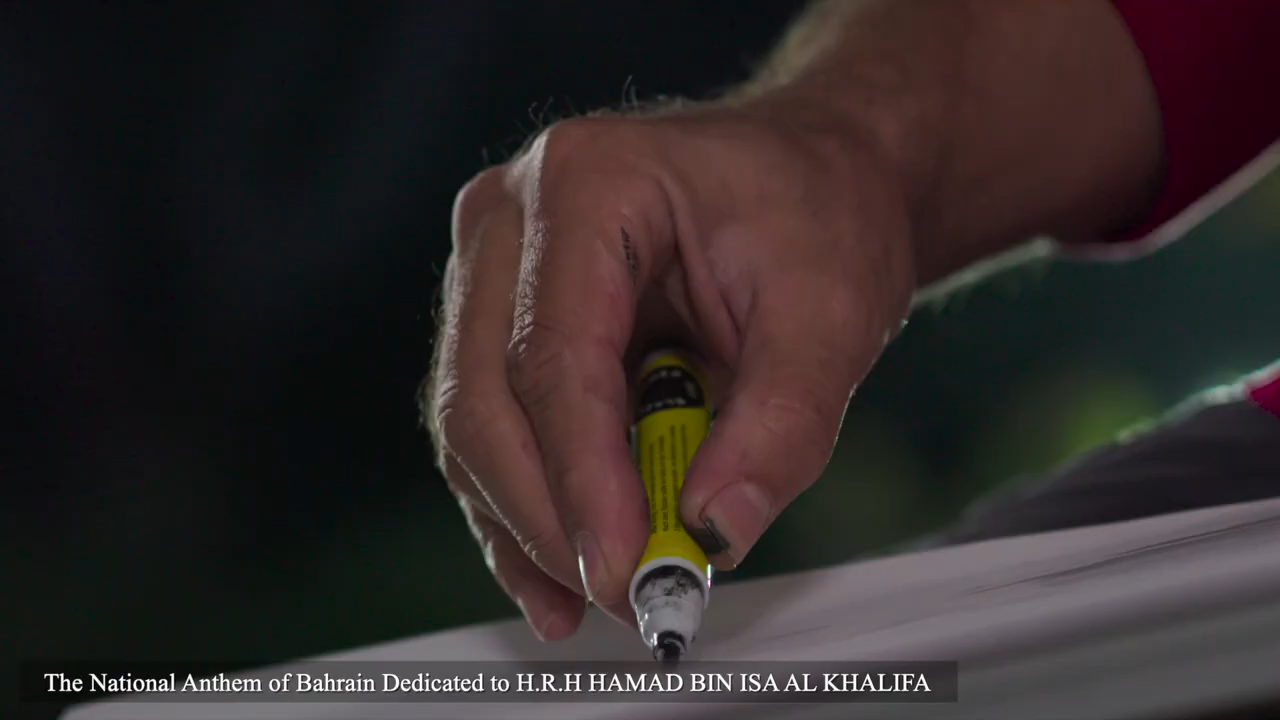 The National Anthem of Bahrain Dedicated to H.R.H HAMAD BIN ISA AL KHALIFA